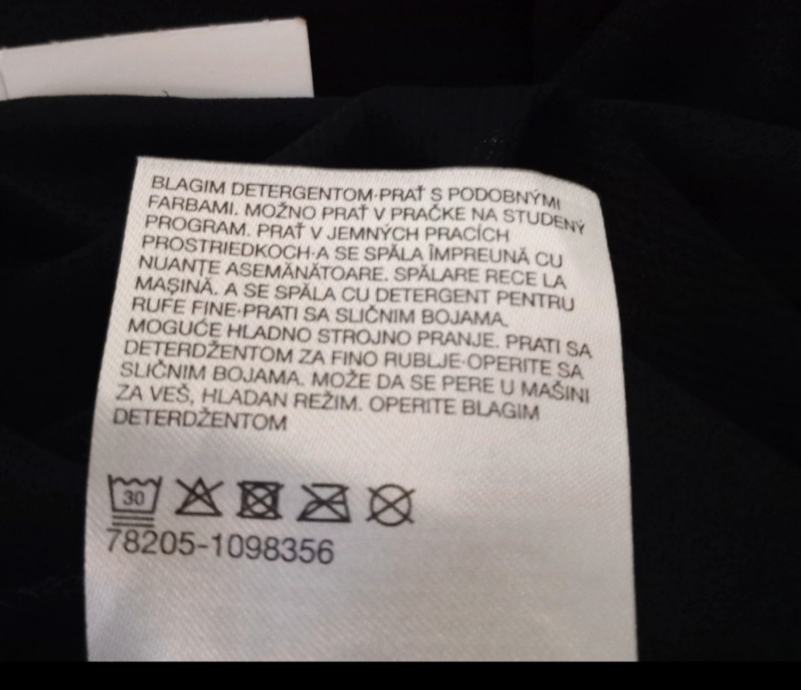 BLAGIM DETERGENTOM·PRAŤ S PODOBNÝMI
FARBAMI. MOŽNO PRAŤ V PRAČKE NA STUDENÝ
PROGRAM. PRAŤ V JEMNÝCH PRACÍCH
PROSTRIEDKOCH·A SE SPĂLA ÎMPREUNĂ CU
NUANȚE ASEMĂNĂTOARE. SPĂLARE RECE LA
MAȘINĂ. A SE SPĂLA CU DETERGENT PENTRU
RUFE FINE·PRATI SA SLIČNIM BOJAMA.
MOGUĆE HLADNO STROJNO PRANJE. PRATI SA
DETERDŽENTOM ZA FINO RUBLJE·OPERITE SA
SLIČNIM BOJAMA. MOŽE DA SE PERE U MAŠINI
ZA VEŠ, HLADAN REŽIM. OPERITE BLAGIM
DETERDŽENTOM
30
78205-1098356